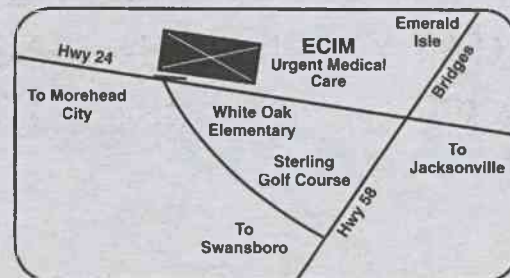 Emerald
Isle
ECIM
Urgent Medical
Care
Hwy 24
Bridges
To Morehead
City
White Oak
Elementary
To
Jacksonville
Sterling
Golf Course
Hwy 58
To
Swansboro